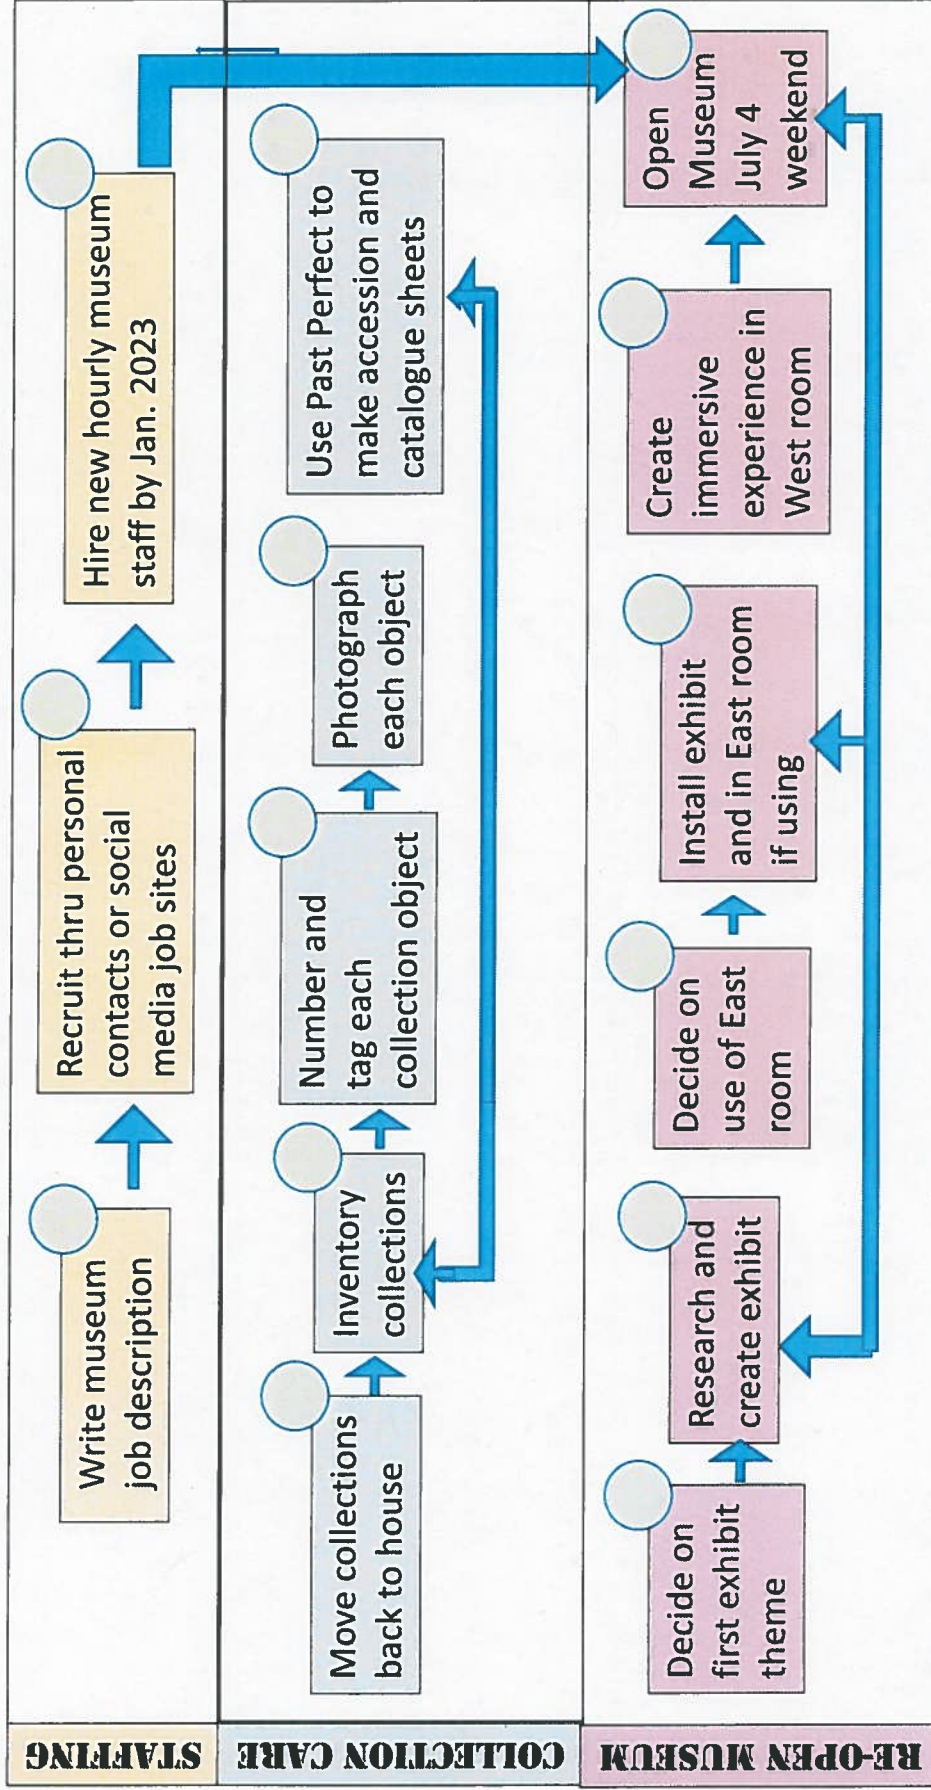 STAFFING
Write museum
job description
Recruit thru personal
contacts or social
media job sites
Hire new hourly museum
staff by Jan. 2023
COLLECTION CARE
Move collections
back to house
Inventory
collections
Number and
tag each
collection object
Photograph
each object
Use Past Perfect to
make accession and
catalogue sheets
RE-OPEN MUSEUM
Decide on
first exhibit
theme
Research and
create exhibit
Decide on
use of East
room
Install exhibit
and in East room
if using
Create
immersive
experience in
West room
Open
Museum
July 4
weekend